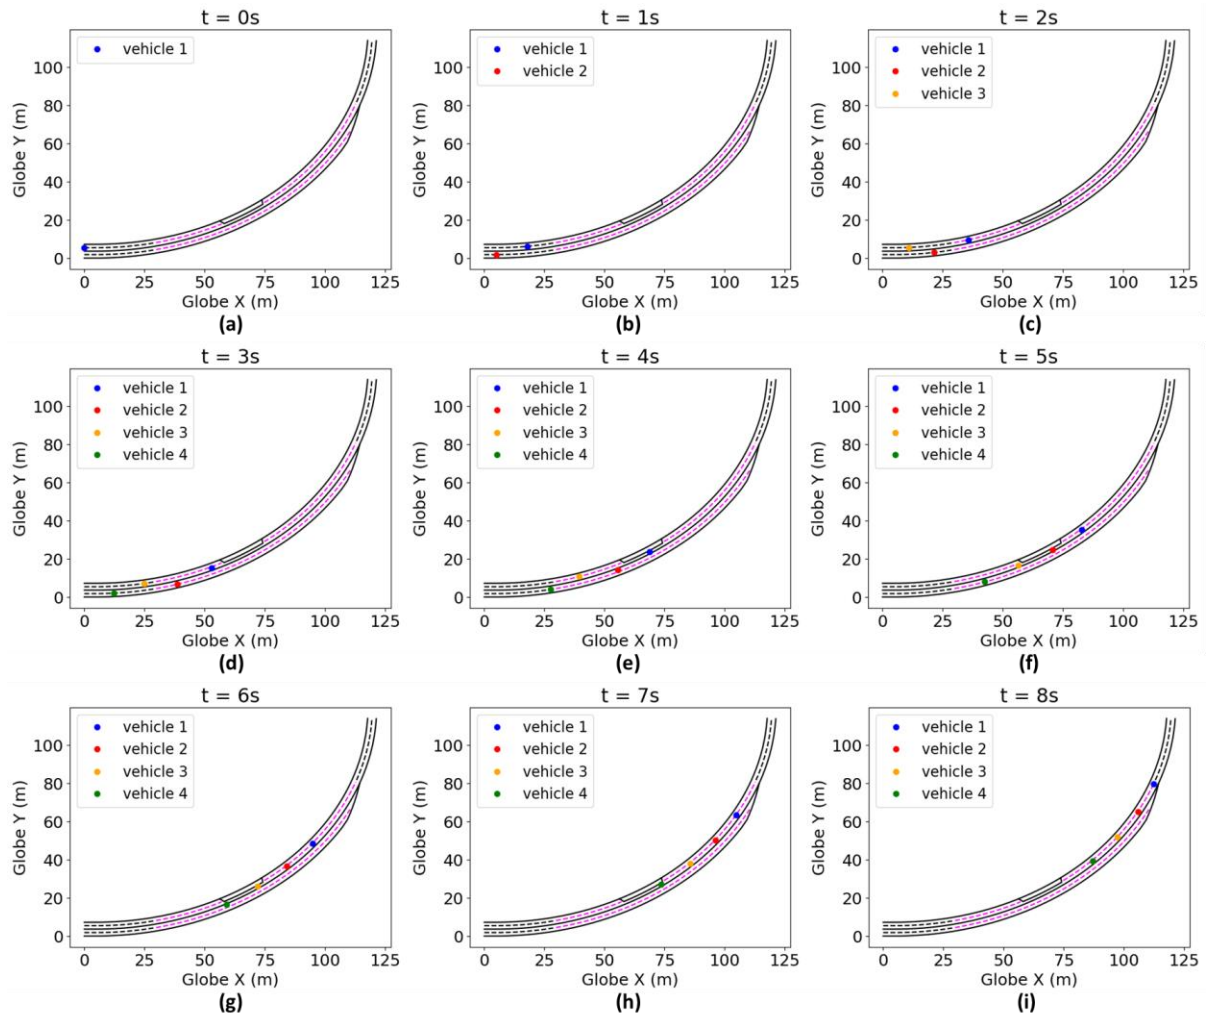 t = 0s
vehicle 1
Globe Y (m)
100
80
60
40
20
0
0 25 50 75 100 125
Globe X (m)
(a)
t = 1s
vehicle 1
vehicle 2
Globe Y (m)
100
80
60
40
20
0
0 25 50 75 100 125
Globe X (m)
(b)
t = 2s
vehicle 1
vehicle 2
vehicle 3
Globe Y (m)
100
80
60
40
20
0
0 25 50 75 100 125
Globe X (m)
(c)
t = 3s
vehicle 1
vehicle 2
vehicle 3
vehicle 4
Globe Y (m)
100
80
60
40
20
0
0 25 50 75 100 125
Globe X (m)
(d)
t = 4s
vehicle 1
vehicle 2
vehicle 3
vehicle 4
Globe Y (m)
100
80
60
40
20
0
0 25 50 75 100 125
Globe X (m)
(e)
t = 5s
vehicle 1
vehicle 2
vehicle 3
vehicle 4
Globe Y (m)
100
80
60
40
20
0
0 25 50 75 100 125
Globe X (m)
(f)
t = 6s
vehicle 1
vehicle 2
vehicle 3
vehicle 4
Globe Y (m)
100
80
60
40
20
0
0 25 50 75 100 125
Globe X (m)
(g)
t = 7s
vehicle 1
vehicle 2
vehicle 3
vehicle 4
Globe Y (m)
100
80
60
40
20
0
0 25 50 75 100 125
Globe X (m)
(h)
t = 8s
vehicle 1
vehicle 2
vehicle 3
vehicle 4
Globe Y (m)
100
80
60
40
20
0
0 25 50 75 100 125
Globe X (m)
(i)